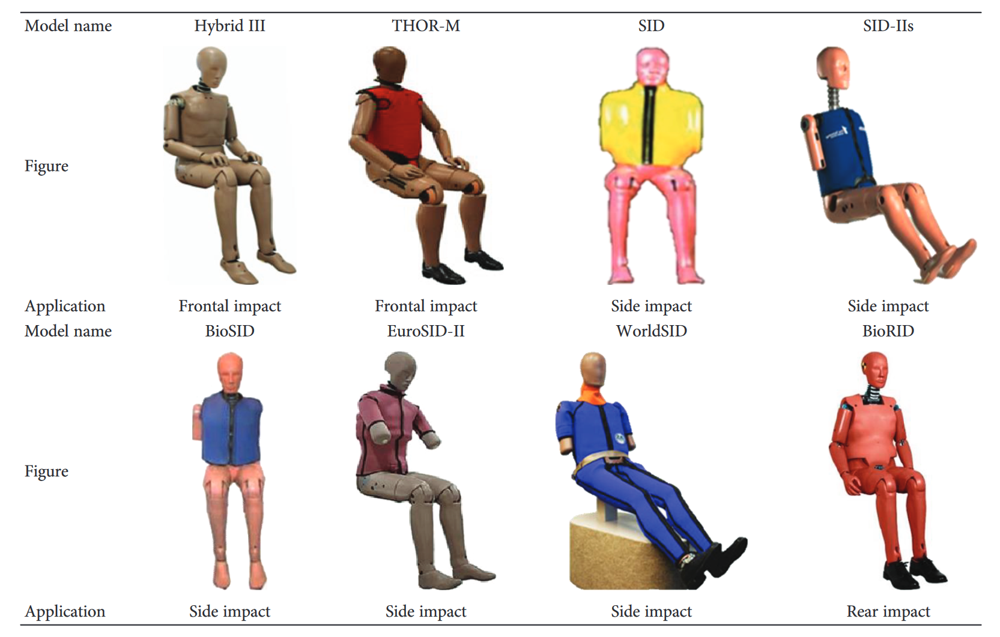 Model name Hybrid III THOR-M SID SID-IIs
Figure
Application Frontal impact Frontal impact Side impact Side impact
Model name BioSID EuroSID-II WorldSID BioRID
Figure
Application Side impact Side impact Side impact Rear impact